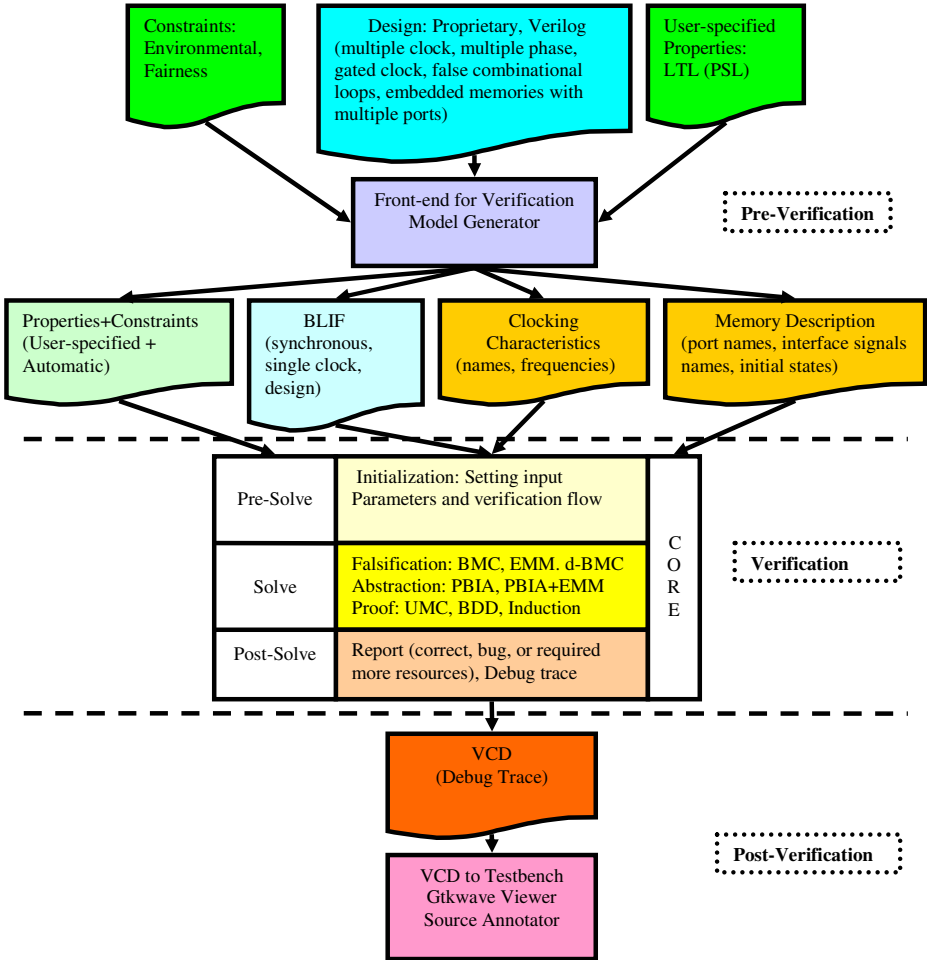 Constraints:
Environmental,
Fairness
Design: Proprietary, Verilog
(multiple clock, multiple phase,
gated clock, false combinational
loops, embedded memories with
multiple ports)
User-specified
Properties:
LTL (PSL)
Front-end for Verification
Model Generator
Pre-Verification
Properties+Constraints
(User-specified +
Automatic)
BLIF
(synchronous,
single clock,
design)
Clocking
Characteristics
(names, frequencies)
Memory Description
(port names, interface signals
names, initial states)
Pre-Solve
Initialization: Setting input
Parameters and verification flow
Solve
Falsification: BMC, EMM. d-BMC
Abstraction: PBIA, PBIA+EMM
Proof: UMC, BDD, Induction
Post-Solve
Report (correct, bug, or required
more resources), Debug trace
C
O
R
E
Verification
VCD
(Debug Trace)
VCD to Testbench
Gtkwave Viewer
Source Annotator
Post-Verification